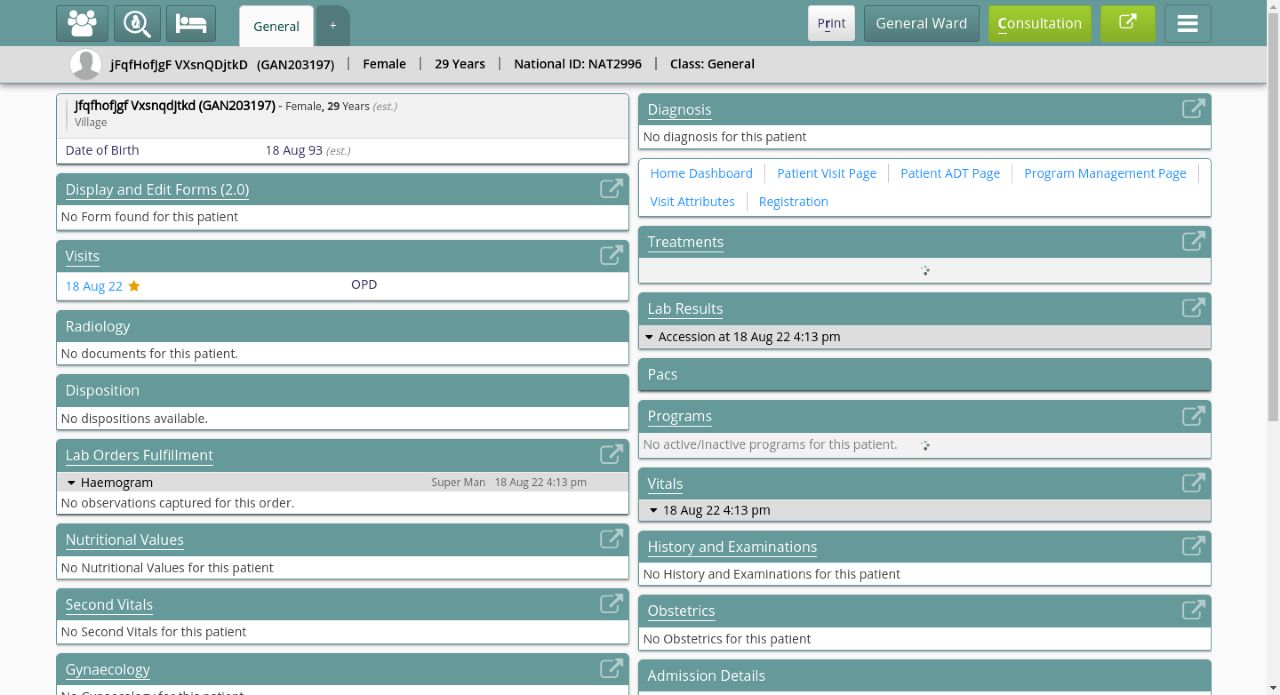 General
+
Print
General Ward
Consultation
jFqfHofJgF VXsnQDjtkD (GAN203197) | Female | 29 Years | National ID: NAT2996 | Class: General
Jfqfhofjgf Vxsnqdjtkd (GAN203197) - Female, 29 Years (est.)
Village
Date of Birth 18 Aug 93 (est.)
Display and Edit Forms (2.0)
No Form found for this patient
Visits
18 Aug 22 OPD
Radiology
No documents for this patient.
Disposition
No dispositions available.
Lab Orders Fulfillment
Haemogram Super Man 18 Aug 22 4:13 pm
No observations captured for this order.
Nutritional Values
No Nutritional Values for this patient
Second Vitals
No Second Vitals for this patient
Gynaecology
No Gynaecology for this patient
Diagnosis
No diagnosis for this patient
Home Dashboard | Patient Visit Page | Patient ADT Page | Program Management Page |
Visit Attributes | Registration
Treatments
Lab Results
Accession at 18 Aug 22 4:13 pm
Pacs
Programs
No active/inactive programs for this patient.
Vitals
18 Aug 22 4:13 pm
History and Examinations
No History and Examinations for this patient
Obstetrics
No Obstetrics for this patient
Admission Details